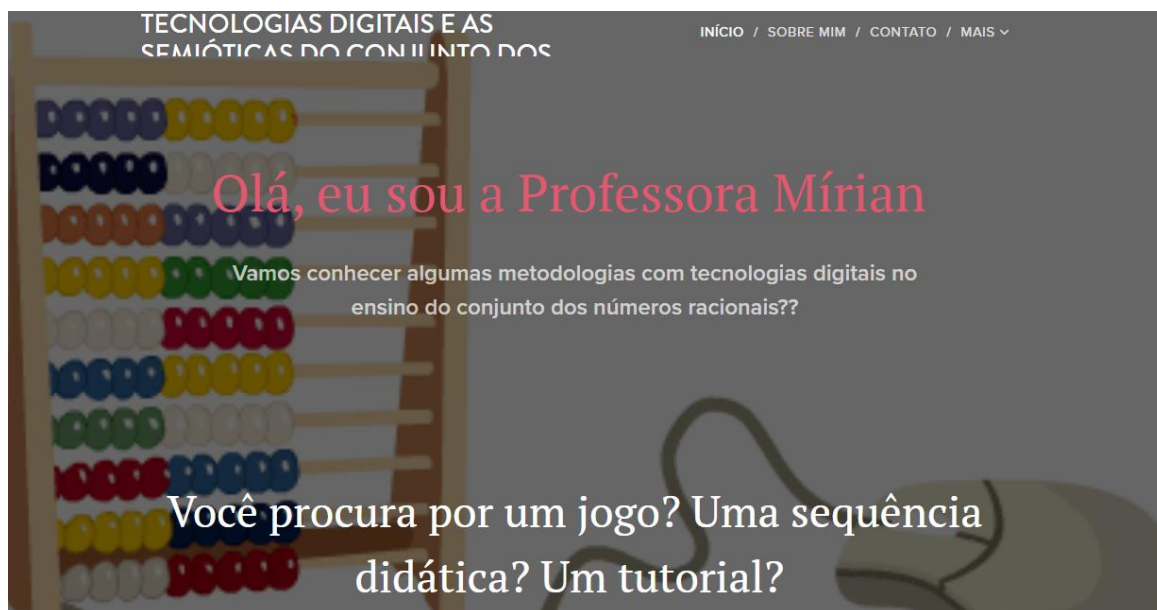 TECNOLOGIAS DIGITAIS E AS
SEMIÓTICAS DO CONJUNTO DOS
INÍCIO / SOBRE MIM / CONTATO / MAIS
Olá, eu sou a Professora Mírian
Vamos conhecer algumas metodologias com tecnologias digitais no
ensino do conjunto dos números racionais??
Você procura por um jogo? Uma sequência
didática? Um tutorial?